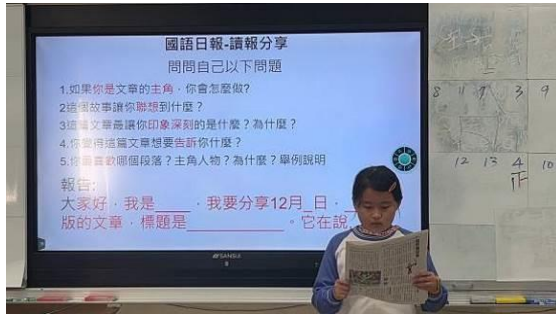 國語日報-讀報分享
問問自己以下問題
1.如果你是文章的主角,你會怎麼做?
2這個故事讓你聯想到什麼?
3這篇文章最讓你印象深刻的是什麼?為什麼?
4.你覺得這篇文章想要告訴你什麼?
5.你最喜歡哪個段落?主角人物?為什麼?舉例說明
報告:
大家好,我是_____,我要分享12月_日,_
版的文章,標題是__________。它在說
SANSUI
8
3 9
12 13 4 10
正